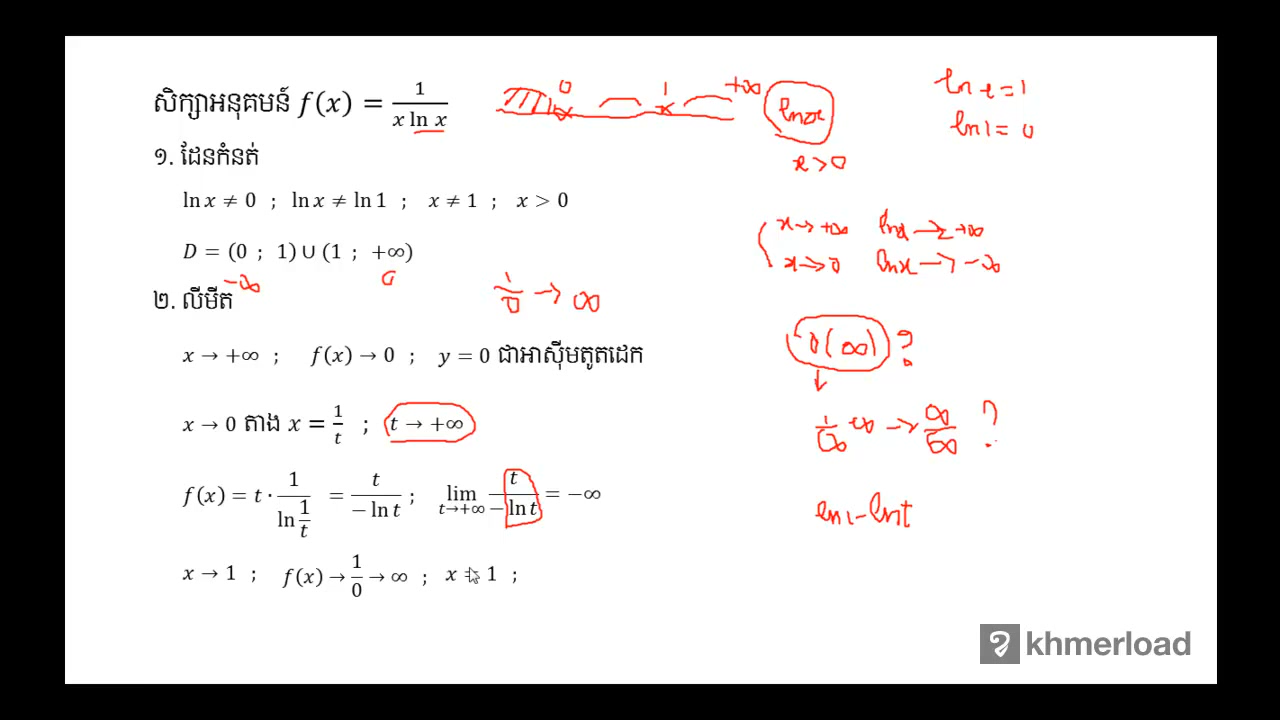 សិក្សាអនុគមន៍ f(x) = 1/(x ln x)
0 1 +∞
ln x
x > 0
ln e = 1
ln 1 = 0
១. ដែនកំនត់
ln x ≠ 0 ; ln x ≠ ln 1 ; x ≠ 1 ; x > 0
D = (0 ; 1) ∪ (1 ; +∞)
x → +∞ ln x → +∞
x → 0 ln x → −∞
−∞ 0
២. លីមីត
1/0 → ∞
x → +∞ ; f(x) → 0 ; y = 0 ជាអាស៊ីមតូតដេក
0(∞) ?
x → 0 តាង x = 1/t ; t → +∞
1/∞ ∞ → ∞/∞ ?
f(x) = t · 1/(ln 1/t) = t/(−ln t) ; lim t→+∞ t/(−ln t) = −∞
ln 1 − ln t
x → 1 ; f(x) → 1/0 → ∞ ; x = 1 ;
khmerload